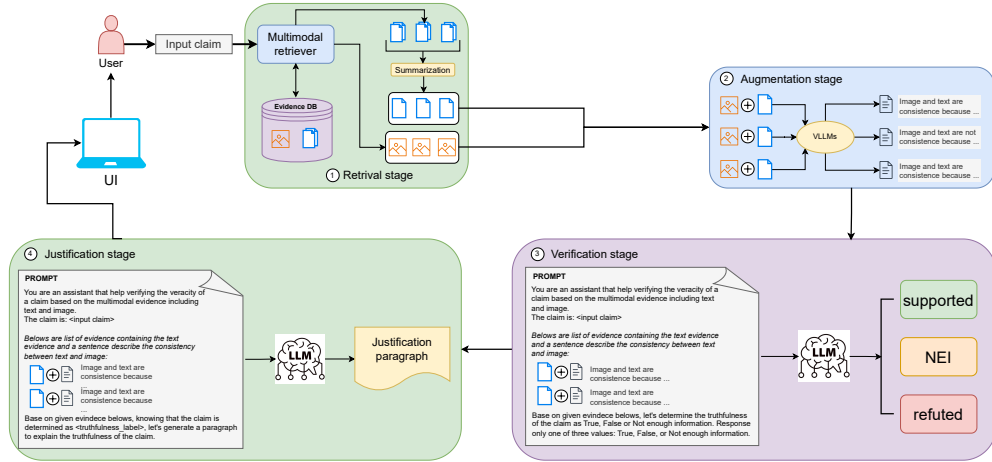 User
Input claim
Multimodal
retriever
Summarization
Evidence DB
1 Retrival stage
UI
2 Augmentation stage
VLLMs
Image and text are
consistence because ...
Image and text are not
consistence because ...
Image and text are
consistence because ...
3 Verification stage
PROMPT
You are an assistant that help verifying the veracity of
a claim based on the multimodal evidence including
text and image.
The claim is: <input claim>
Belows are list of evidence containing the text evidence
and a sentence describe the consistency between text
and image:
Image and text are
consistence because ...
Image and text are
consistence because ...
Base on given evindece belows, let's determine the truthfulness
of the claim as True, False or Not enough information. Response
only one of three values: True, False, or Not enough information.
LLM
supported
NEI
refuted
4 Justification stage
PROMPT
You are an assistant that help verifying the veracity of
a claim based on the multimodal evidence including
text and image.
The claim is: <input claim>
Belows are list of evidence containing the text
evidence and a sentence describe the consistency
between text and image:
Image and text are
consistence because
...
Image and text are
consistence because
...
Base on given evindece belows, knowing that the claim is
determined as <truthfulness_label>, let's generate a paragraph
to explain the truthfulness of the claim.
LLM
Justification
paragraph